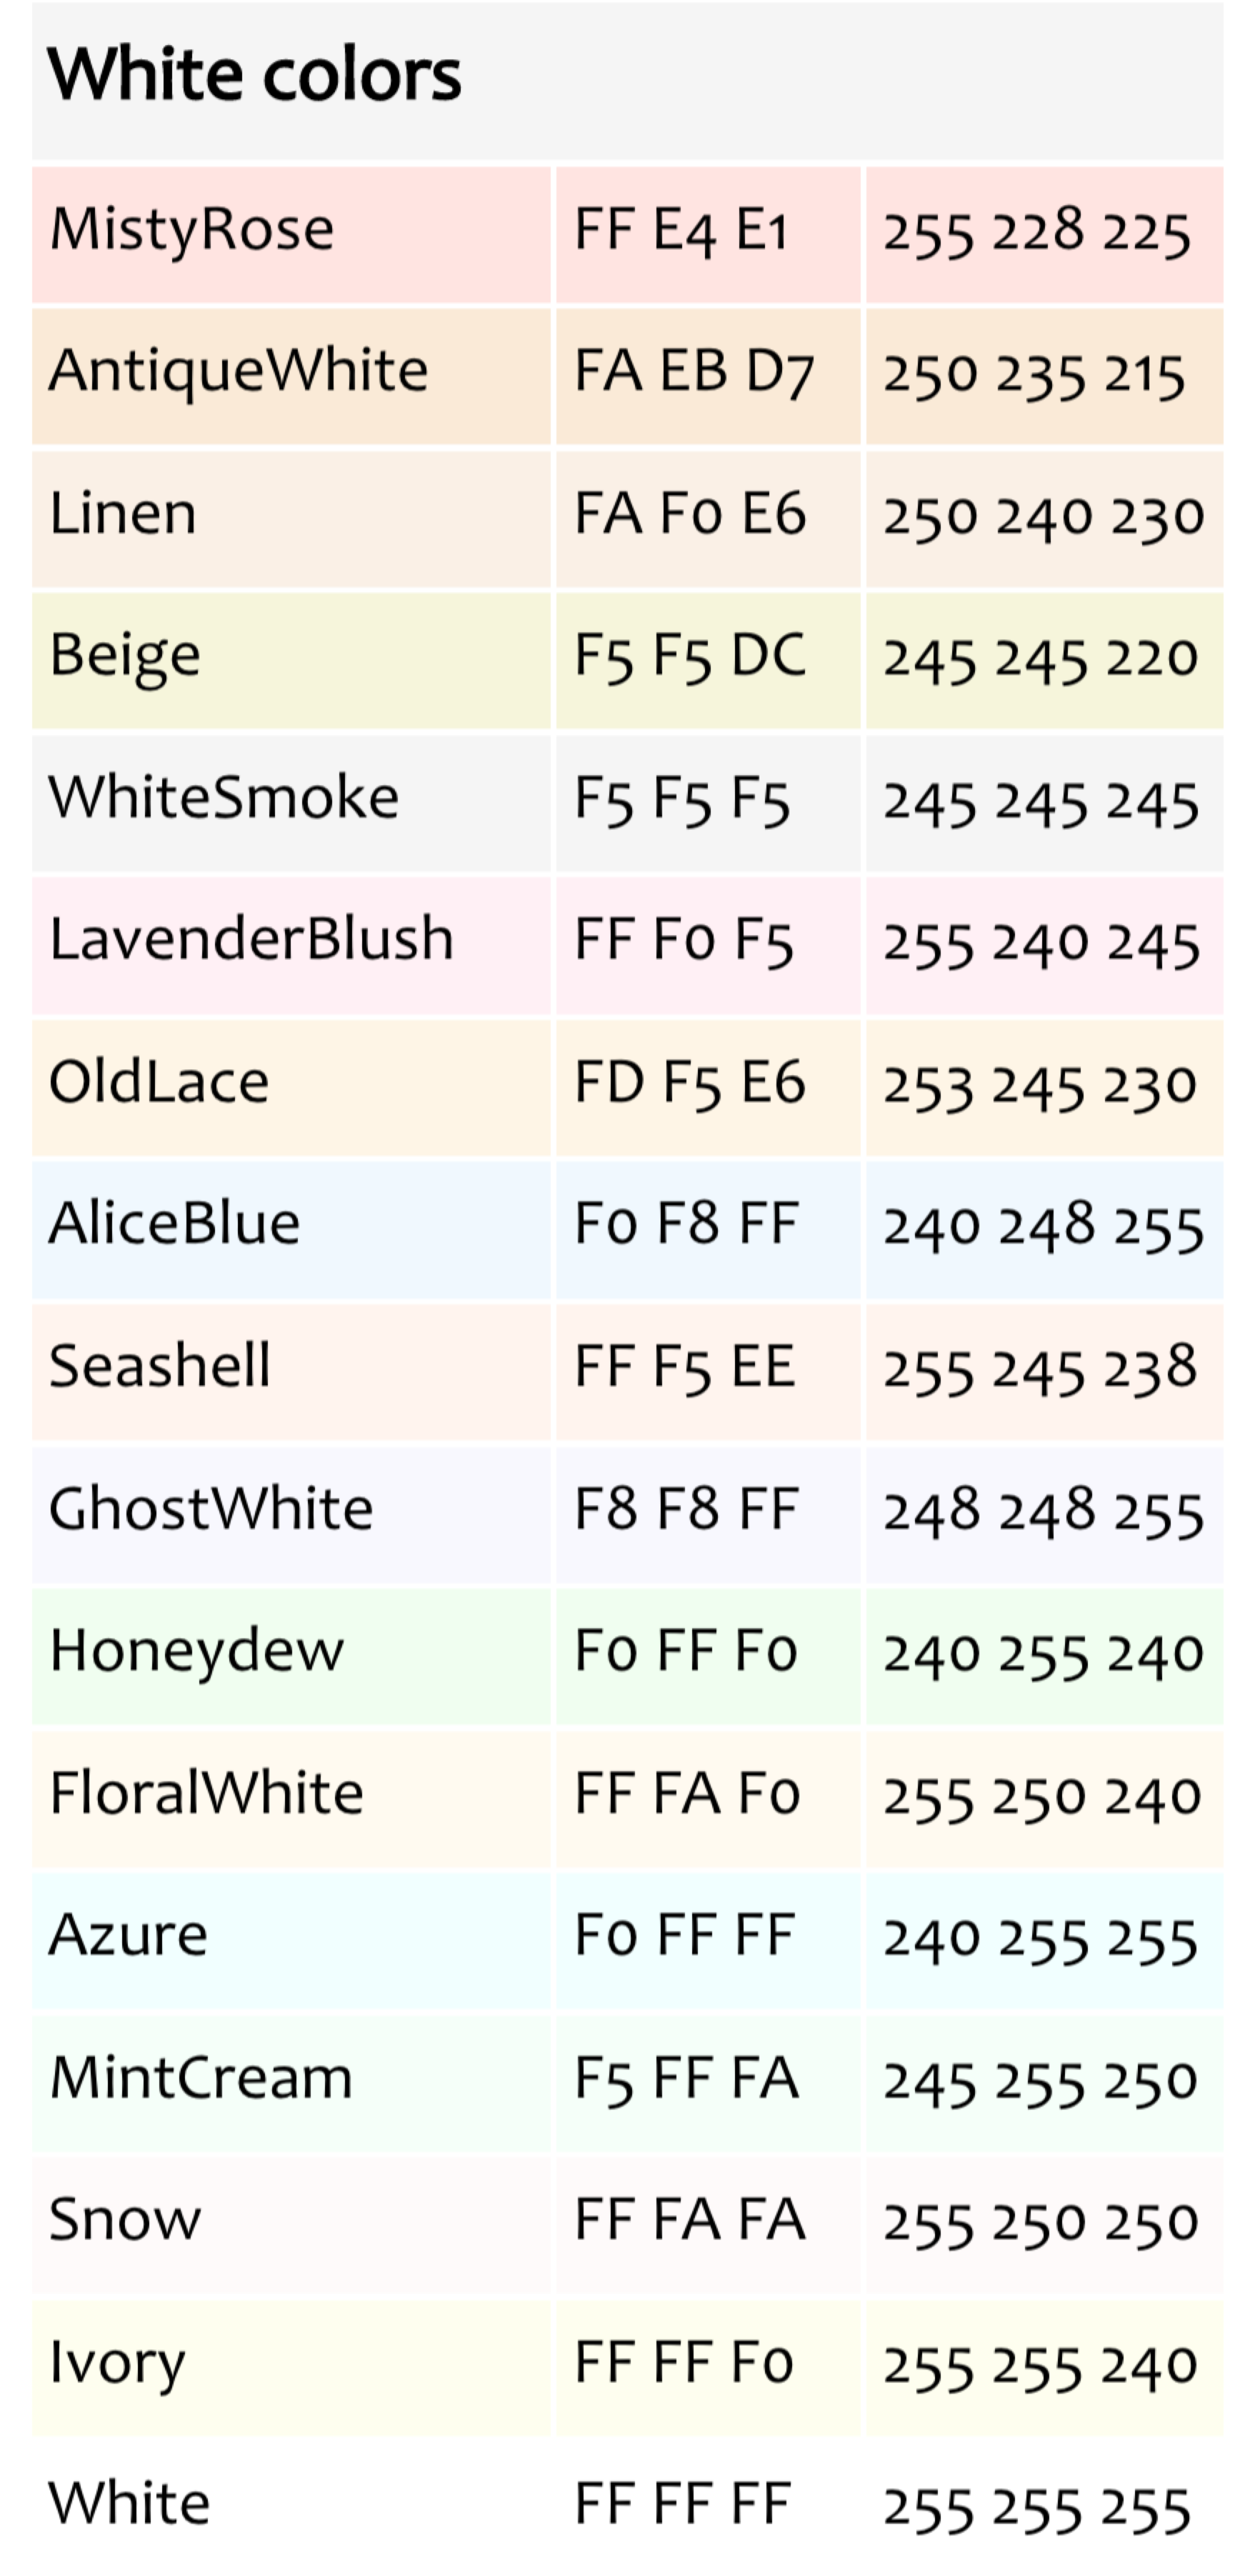 White colors
MistyRose FF E4 E1 255 228 225
AntiqueWhite FA EB D7 250 235 215
Linen FA F0 E6 250 240 230
Beige F5 F5 DC 245 245 220
WhiteSmoke F5 F5 F5 245 245 245
LavenderBlush FF F0 F5 255 240 245
OldLace FD F5 E6 253 245 230
AliceBlue F0 F8 FF 240 248 255
Seashell FF F5 EE 255 245 238
GhostWhite F8 F8 FF 248 248 255
Honeydew F0 FF F0 240 255 240
FloralWhite FF FA F0 255 250 240
Azure F0 FF FF 240 255 255
MintCream F5 FF FA 245 255 250
Snow FF FA FA 255 250 250
Ivory FF FF F0 255 255 240
White FF FF FF 255 255 255